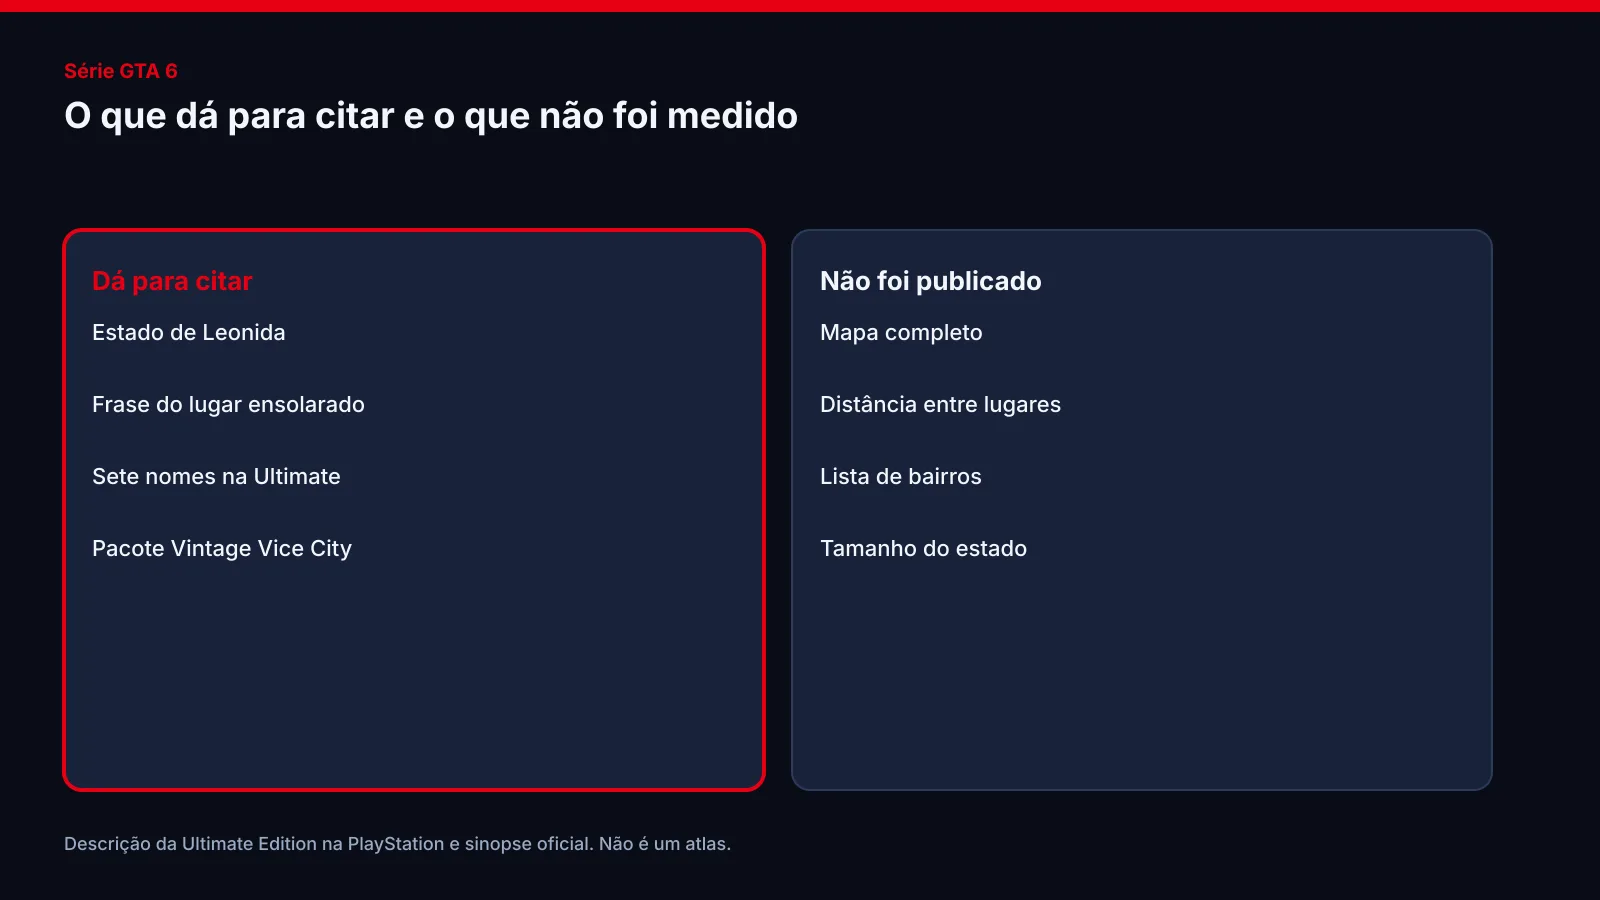 Série GTA 6
O que dá para citar e o que não foi medido
Dá para citar
Estado de Leonida
Frase do lugar ensolarado
Sete nomes na Ultimate
Pacote Vintage Vice City
Não foi publicado
Mapa completo
Distância entre lugares
Lista de bairros
Tamanho do estado
Descrição da Ultimate Edition na PlayStation e sinopse oficial. Não é um atlas.